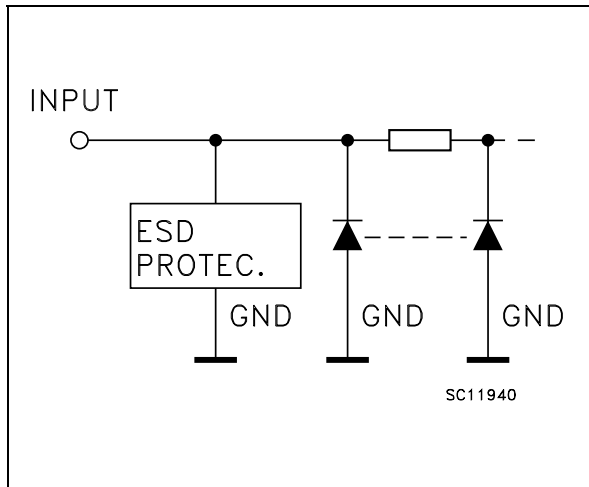 INPUT
ESD
PROTEC.
GND
GND
GND
SC11940